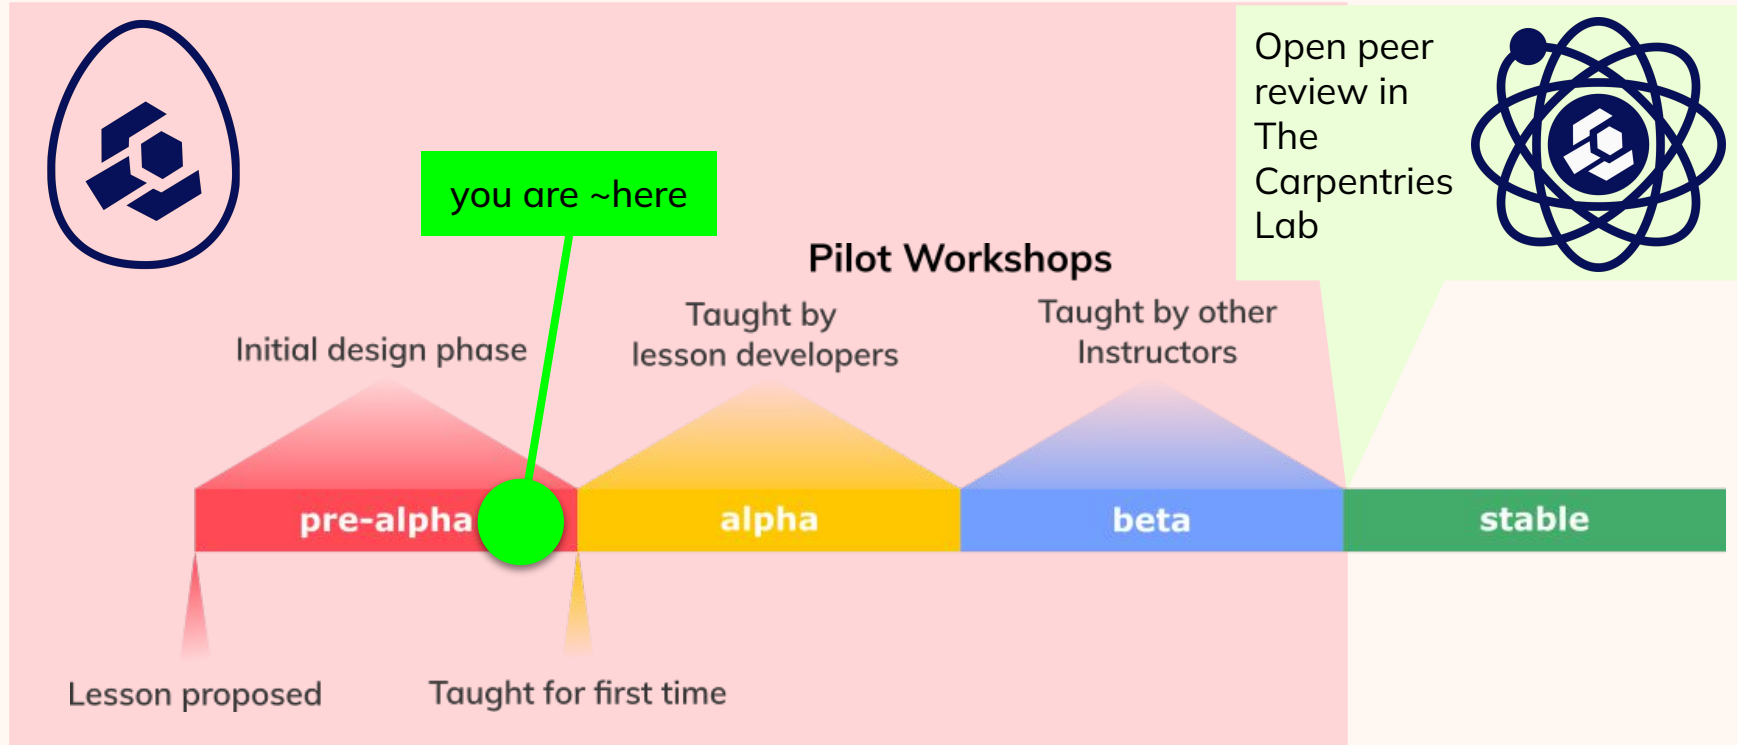 Open peer
review in
The
Carpentries
Lab
you are ~here
Pilot Workshops
Initial design phase
Taught by
lesson developers
Taught by other
Instructors
pre-alpha
alpha
beta
stable
Lesson proposed
Taught for first time